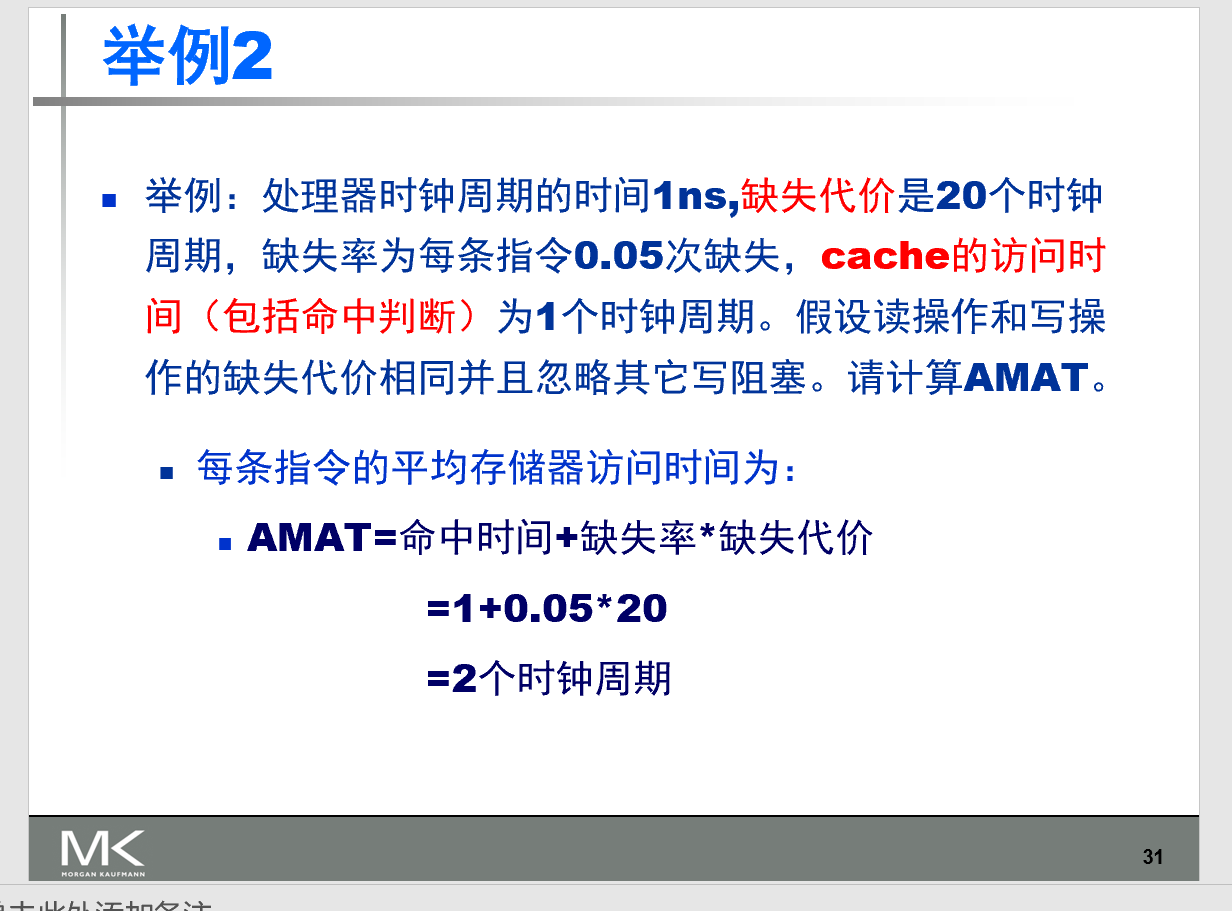 举例2
举例：处理器时钟周期的时间1ns,缺失代价是20个时钟
周期，缺失率为每条指令0.05次缺失，cache的访问时
间（包括命中判断）为1个时钟周期。假设读操作和写操
作的缺失代价相同并且忽略其它写阻塞。请计算AMAT。
每条指令的平均存储器访问时间为：
AMAT=命中时间+缺失率*缺失代价
=1+0.05*20
=2个时钟周期
MK
MORGAN KAUFMANN
31